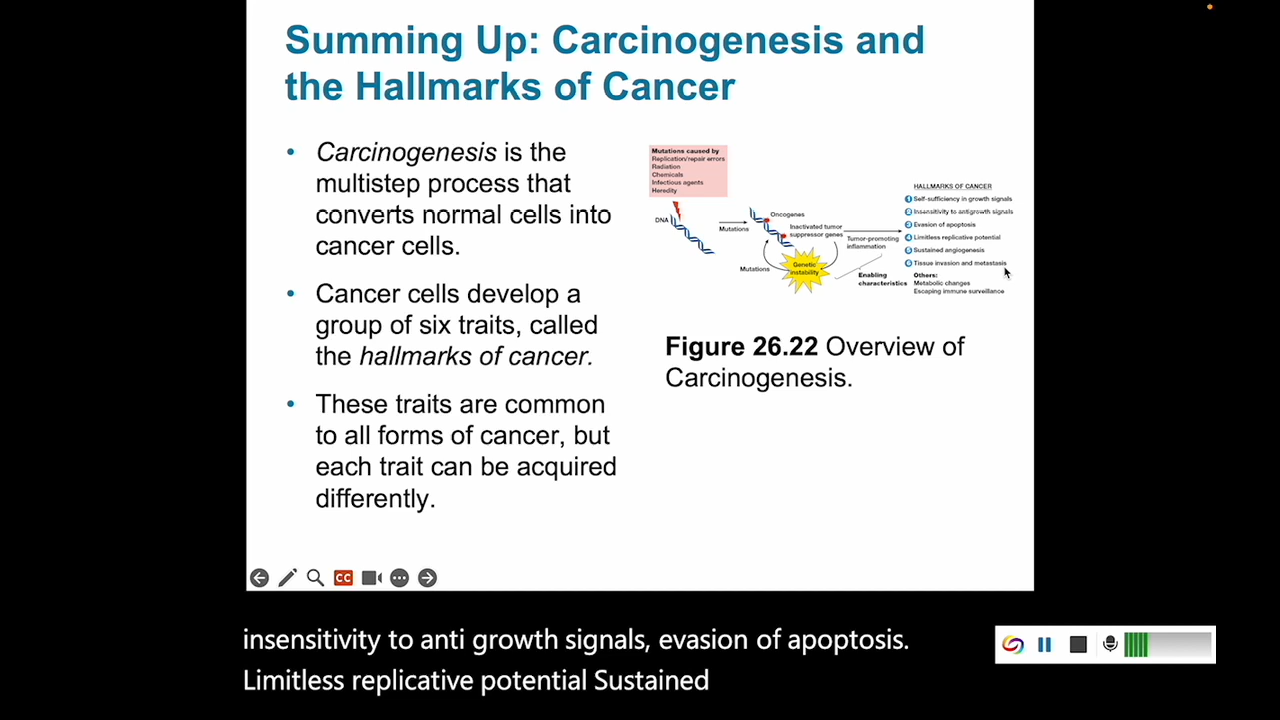 Summing Up: Carcinogenesis and
the Hallmarks of Cancer
• Carcinogenesis is the
multistep process that
converts normal cells into
cancer cells.
• Cancer cells develop a
group of six traits, called
the hallmarks of cancer.
• These traits are common
to all forms of cancer, but
each trait can be acquired
differently.
Mutations caused by
Replication/repair errors
Radiation
Chemicals
Infectious agents
Heredity
DNA
Mutations
Oncogenes
Inactivated tumor
suppressor genes
Mutations
Genetic
instability
Tumor-promoting
inflammation
Enabling
characteristics
HALLMARKS OF CANCER
1 Self-sufficiency in growth signals
2 Insensitivity to antigrowth signals
3 Evasion of apoptosis
4 Limitless replicative potential
5 Sustained angiogenesis
6 Tissue invasion and metastasis
Others:
Metabolic changes
Escaping immune surveillance
Figure 26.22 Overview of
Carcinogenesis.
CC
insensitivity to anti growth signals, evasion of apoptosis.
Limitless replicative potential Sustained